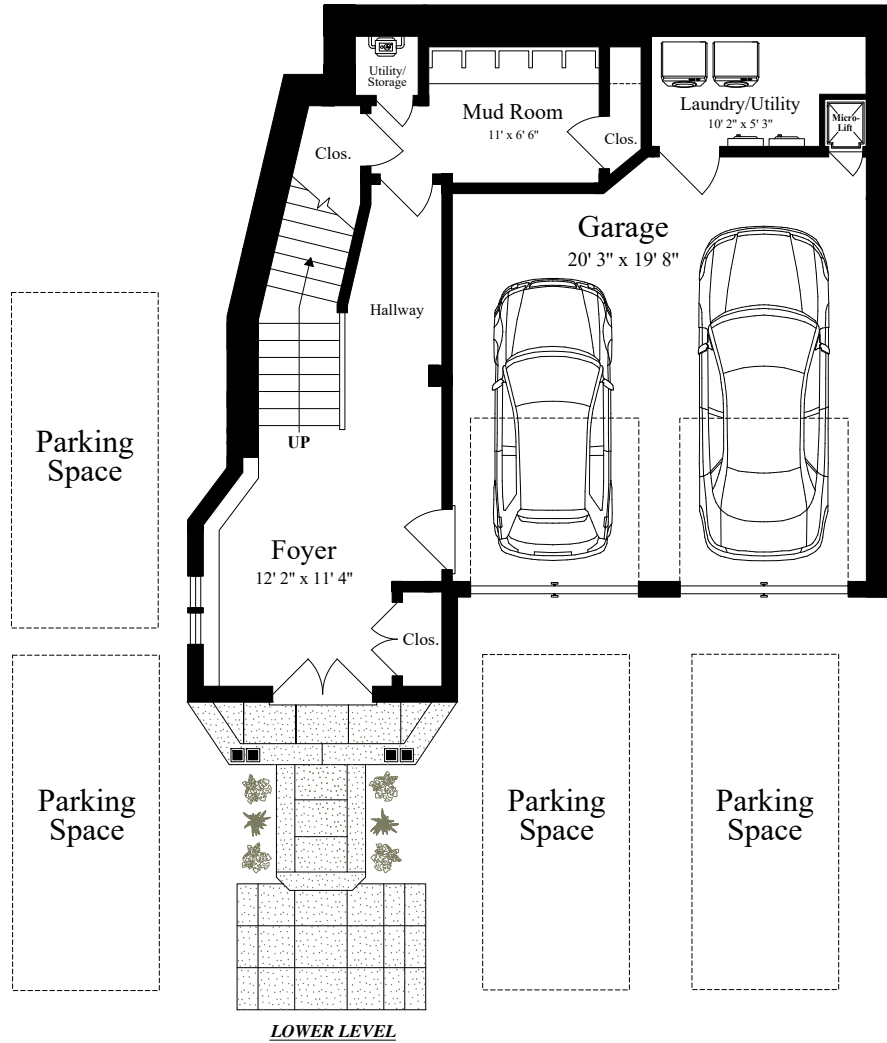 Utility/
Storage
Mud Room
11' x 6' 6"
Clos.
Laundry/Utility
10' 2" x 5' 3"
Micro-
Lift
Clos.
Garage
20' 3" x 19' 8"
Hallway
UP
Parking
Space
Foyer
12' 2" x 11' 4"
Clos.
Parking
Space
Parking
Space
Parking
Space
LOWER LEVEL